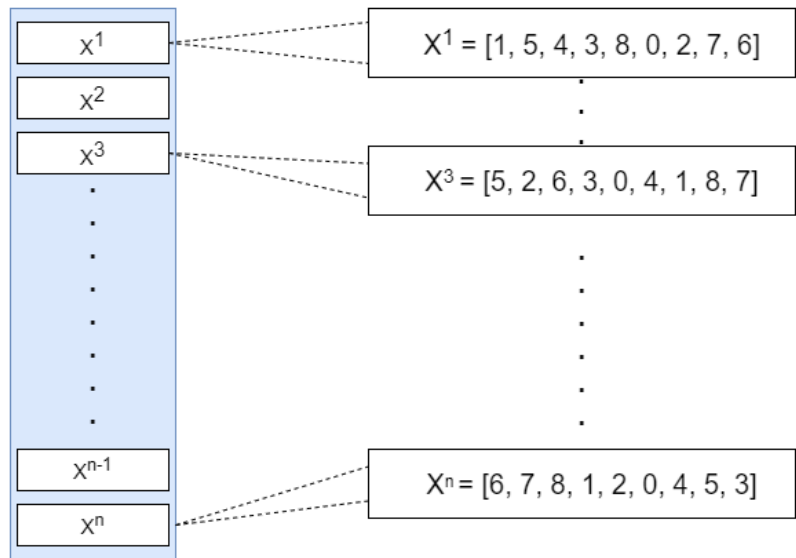 X¹
X²
X³
Xⁿ⁻¹
Xⁿ
X¹ = [1, 5, 4, 3, 8, 0, 2, 7, 6]
X³ = [5, 2, 6, 3, 0, 4, 1, 8, 7]
Xⁿ = [6, 7, 8, 1, 2, 0, 4, 5, 3]